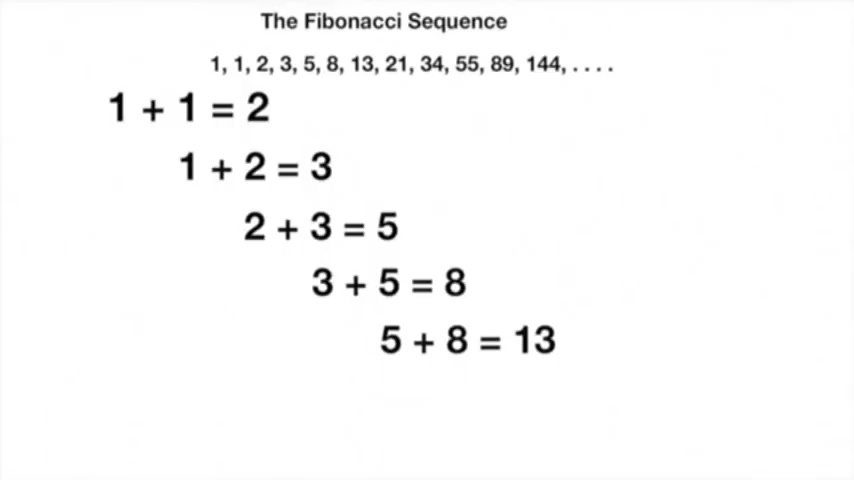 The Fibonacci Sequence
1, 1, 2, 3, 5, 8, 13, 21, 34, 55, 89, 144, . . . .
1 + 1 = 2
1 + 2 = 3
2 + 3 = 5
3 + 5 = 8
5 + 8 = 13